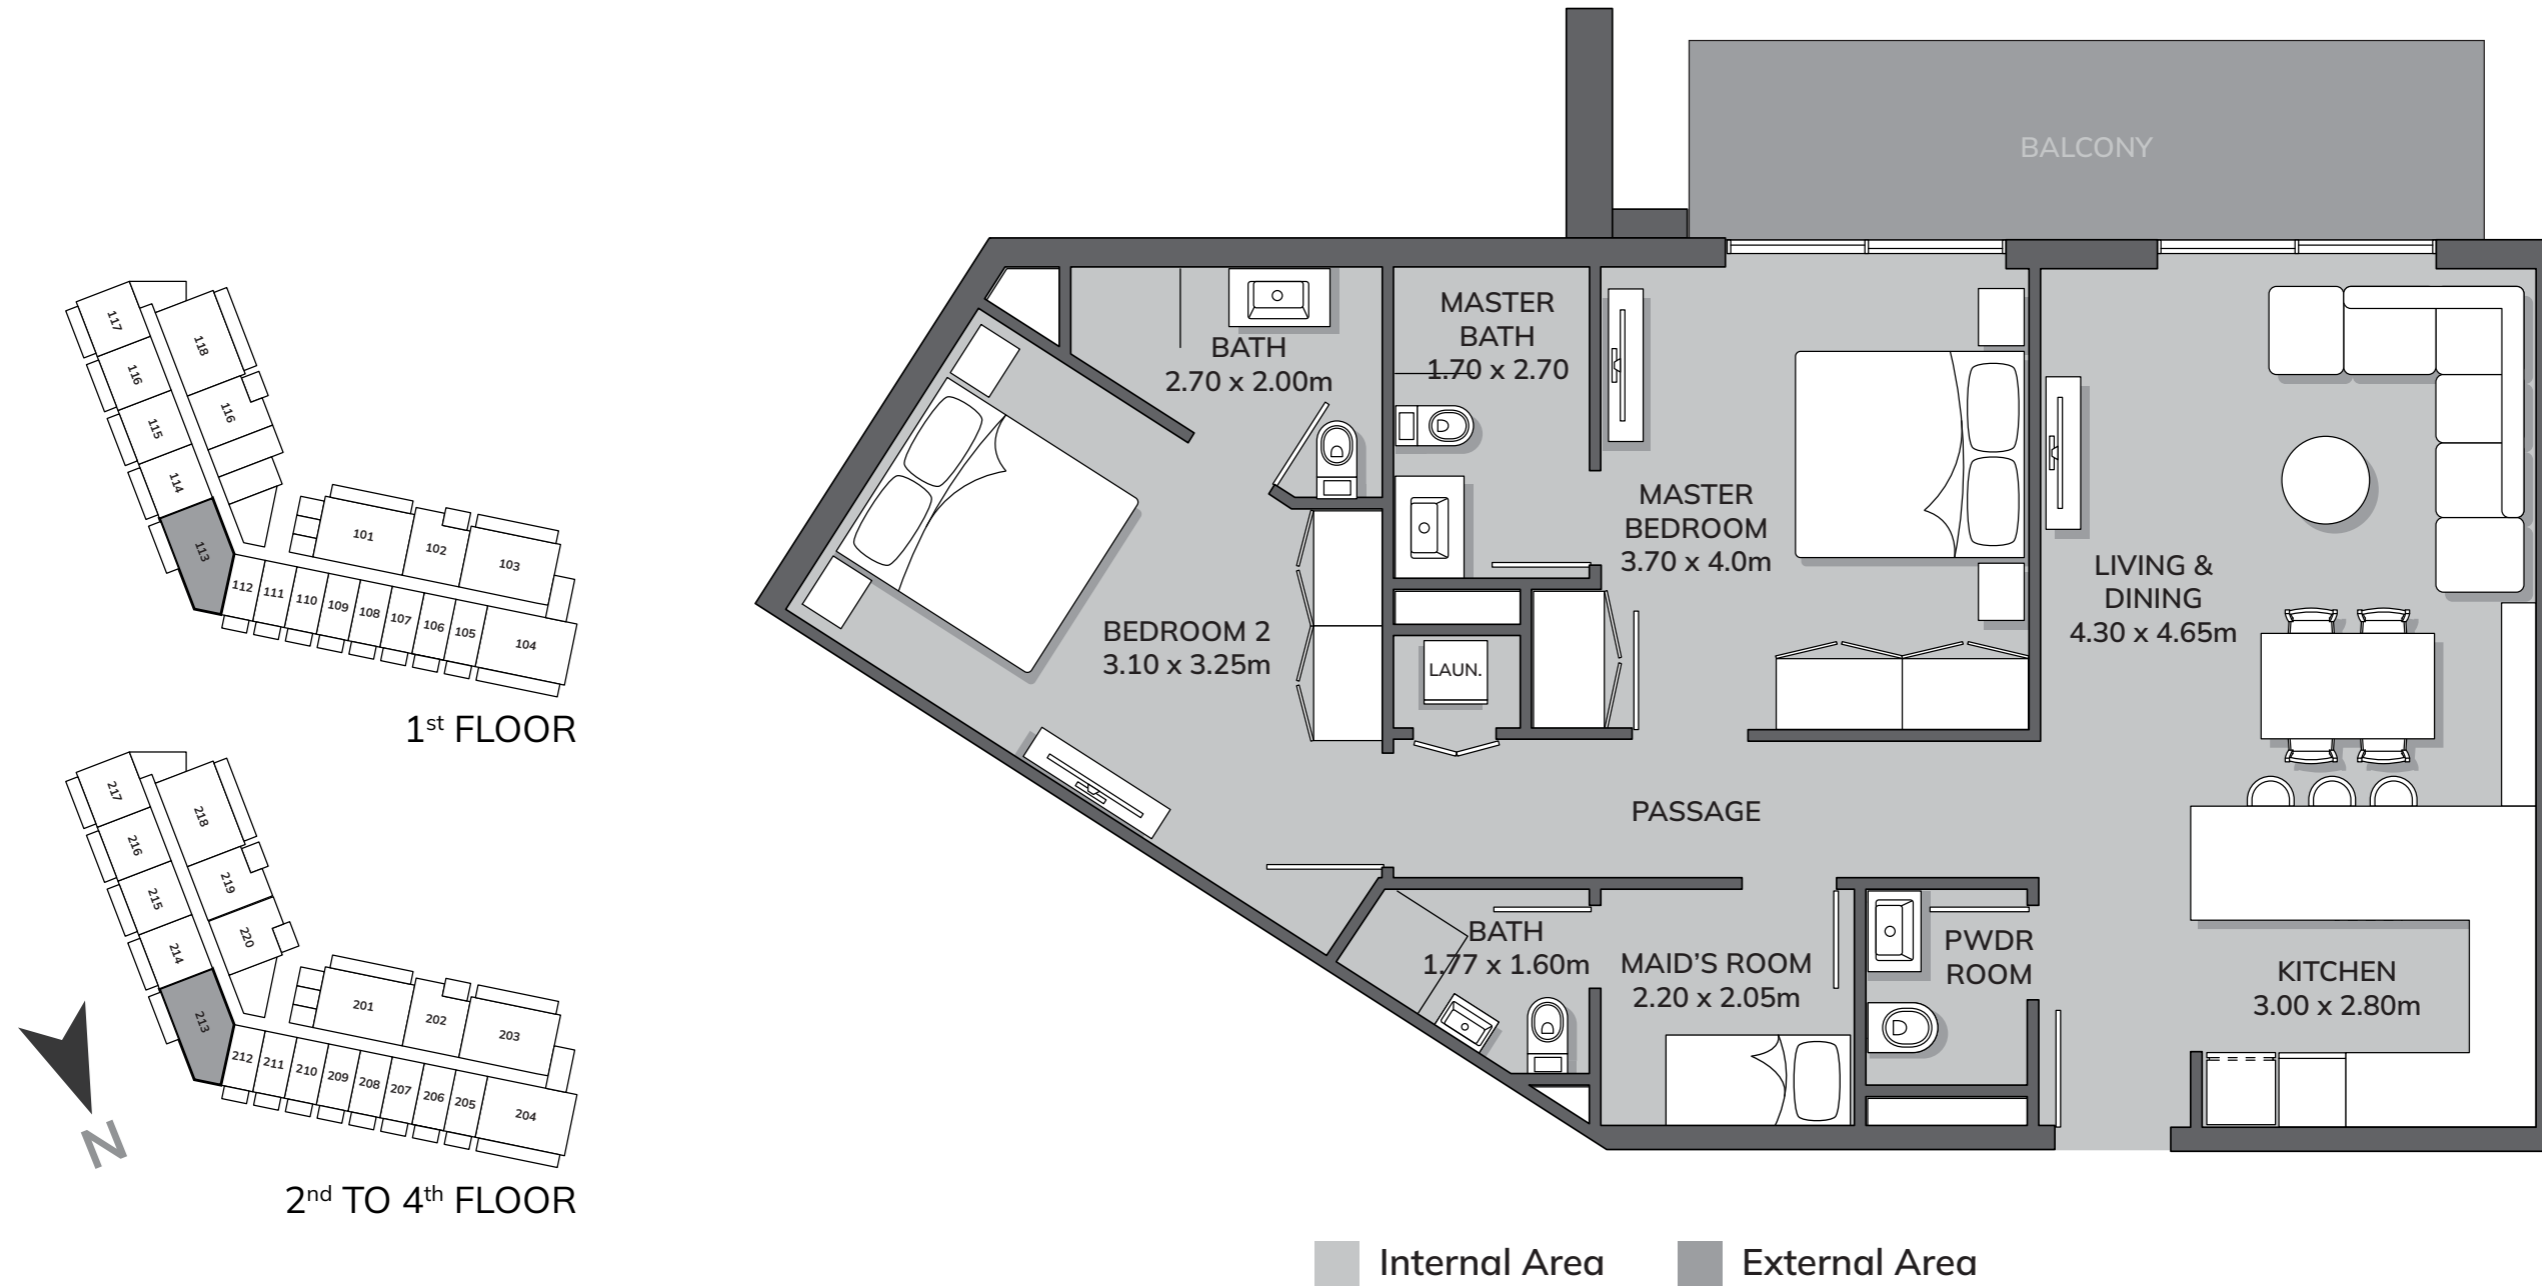 117
118
116
116
115
114
113
112
111
110
109
108
107
106
105
101
102
103
104
1st FLOOR
217
218
216
219
215
220
214
213
212
211
210
209
208
207
206
205
201
202
203
204
N
2nd TO 4th FLOOR
BALCONY
BATH
2.70 x 2.00m
MASTER
BATH
1.70 x 2.70
MASTER
BEDROOM
3.70 x 4.0m
LIVING &
DINING
4.30 x 4.65m
BEDROOM 2
3.10 x 3.25m
LAUN.
PASSAGE
BATH
1.77 x 1.60m
MAID'S ROOM
2.20 x 2.05m
PWDR
ROOM
KITCHEN
3.00 x 2.80m
Internal Area
External Area